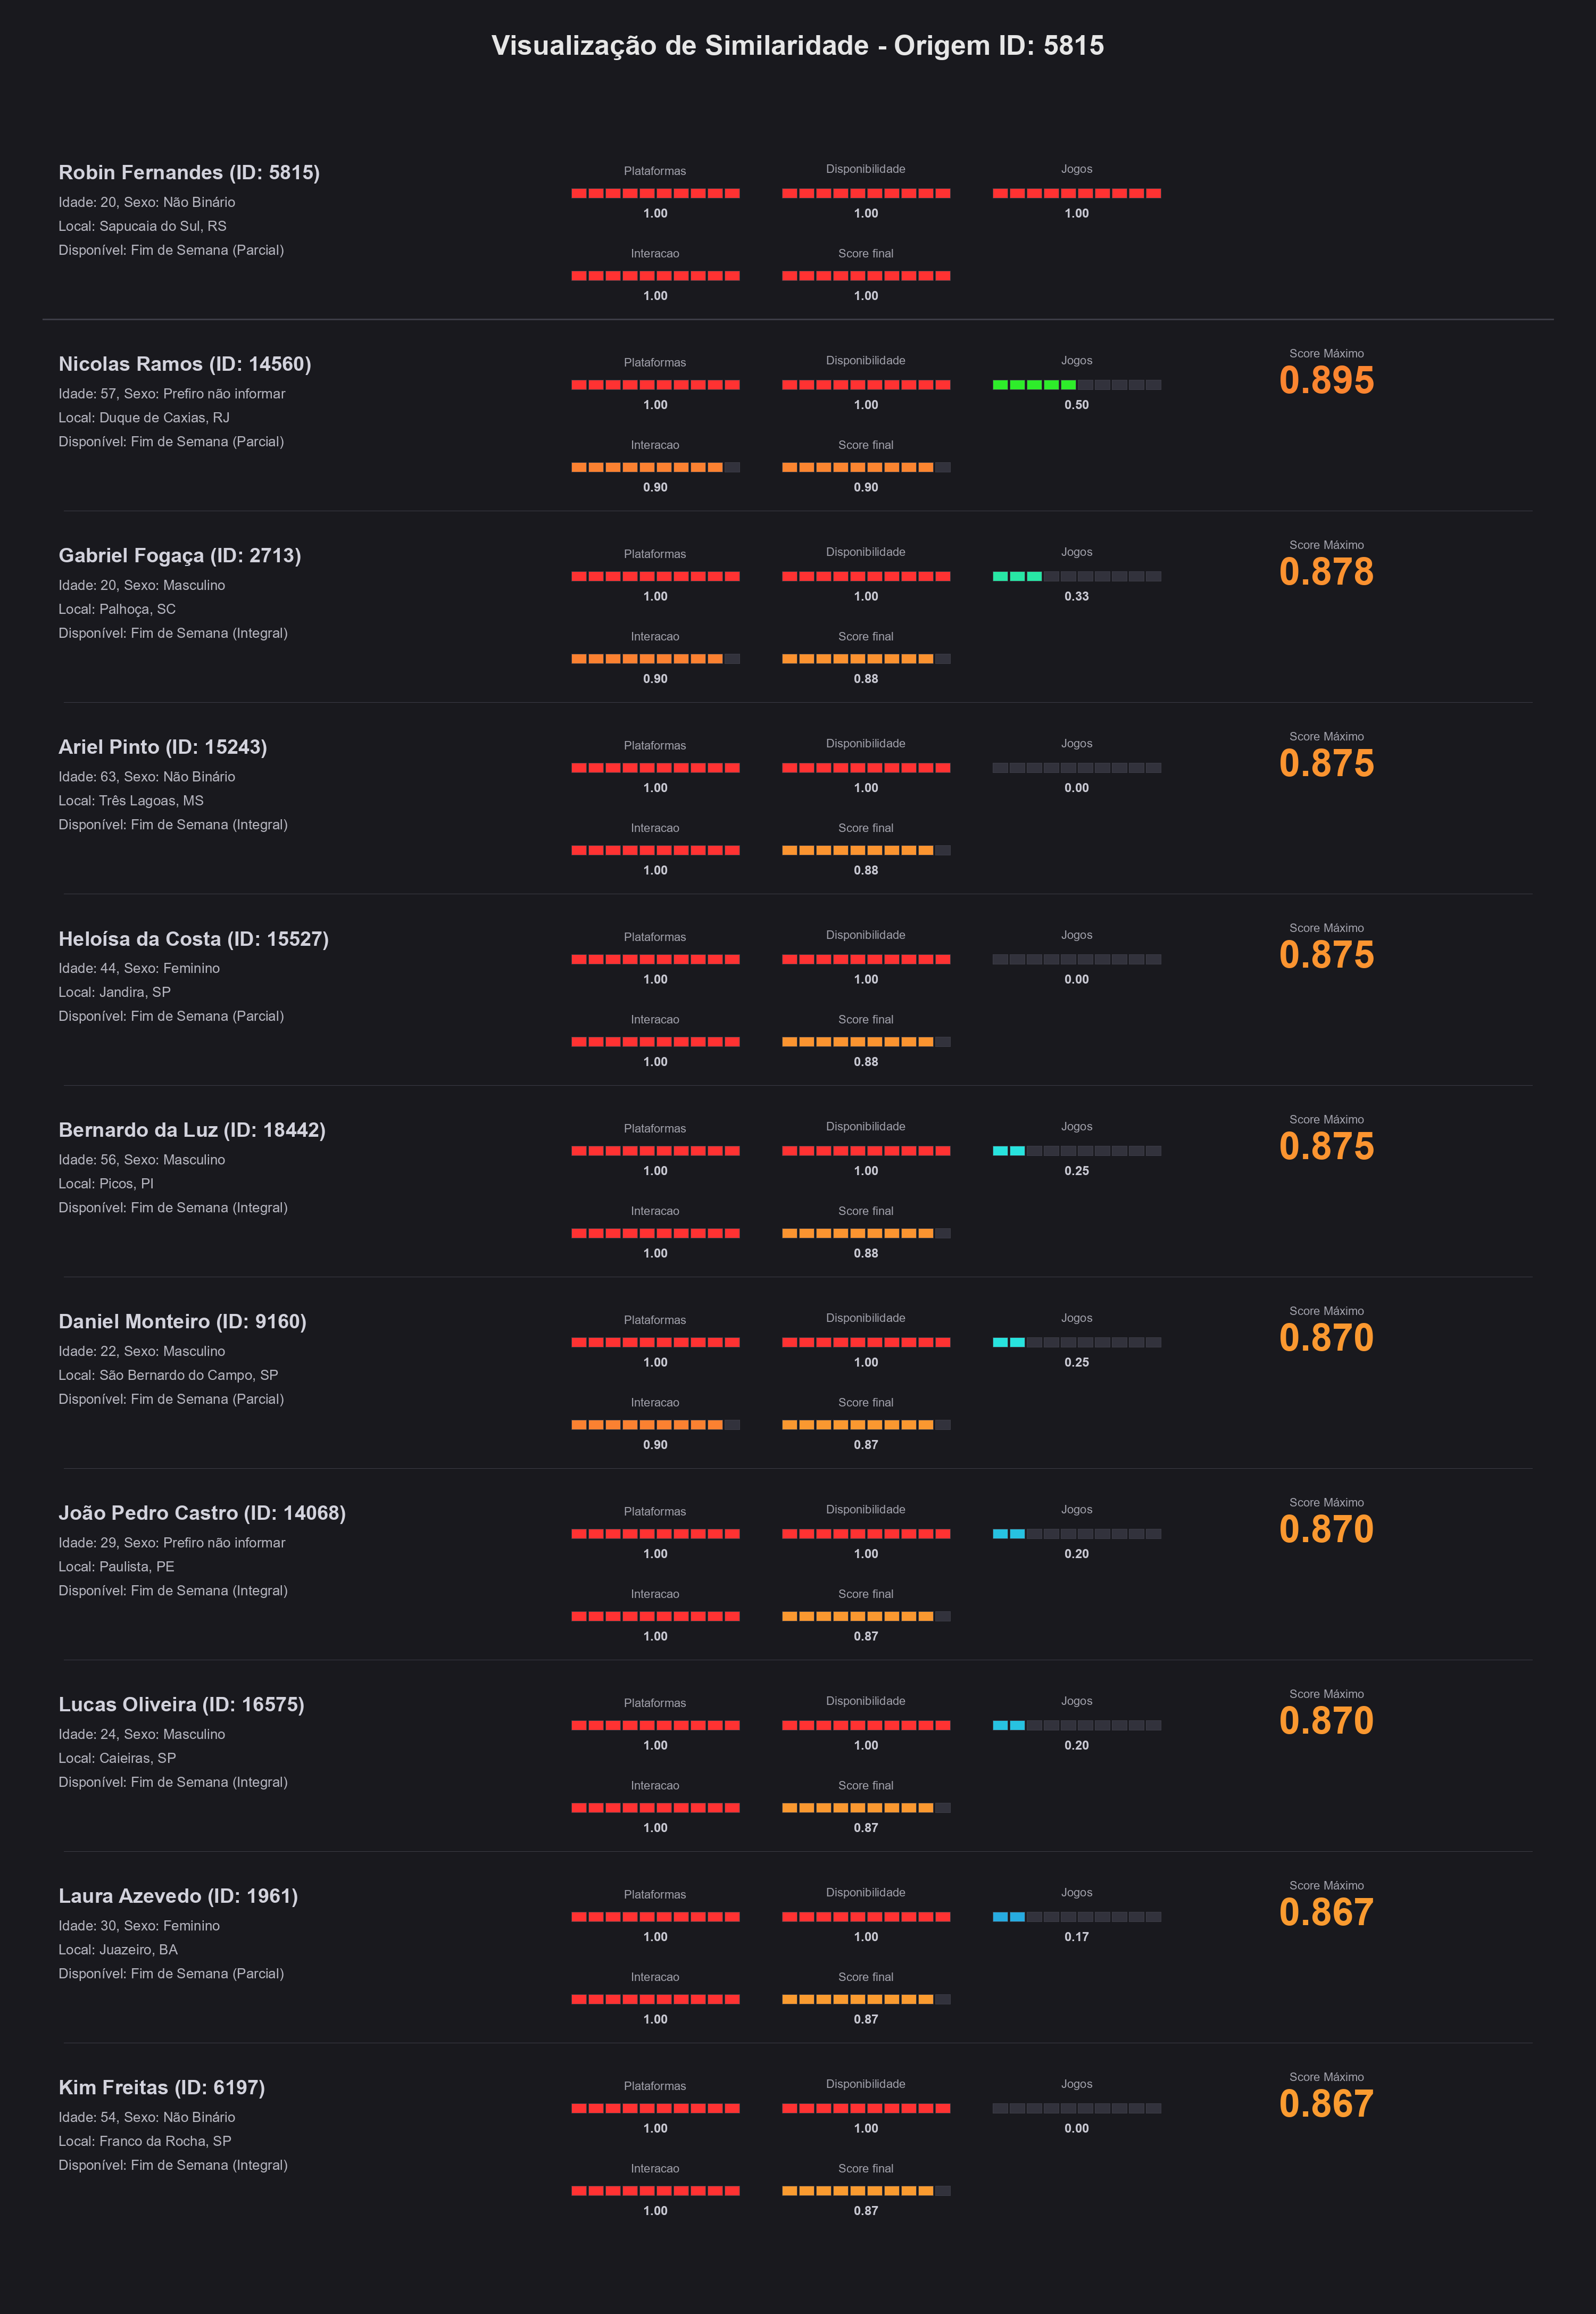 Visualização de Similaridade - Origem ID: 5815
Robin Fernandes (ID: 5815)
Idade: 20, Sexo: Não Binário
Local: Sapucaia do Sul, RS
Disponível: Fim de Semana (Parcial)
Plataformas
1.00
Disponibilidade
1.00
Jogos
1.00
Interacao
1.00
Score final
1.00
Nicolas Ramos (ID: 14560)
Idade: 57, Sexo: Prefiro não informar
Local: Duque de Caxias, RJ
Disponível: Fim de Semana (Parcial)
Plataformas
1.00
Disponibilidade
1.00
Jogos
0.50
Interacao
0.90
Score final
0.90
Score Máximo
0.895
Gabriel Fogaça (ID: 2713)
Idade: 20, Sexo: Masculino
Local: Palhoça, SC
Disponível: Fim de Semana (Integral)
Plataformas
1.00
Disponibilidade
1.00
Jogos
0.33
Interacao
0.90
Score final
0.88
Score Máximo
0.878
Ariel Pinto (ID: 15243)
Idade: 63, Sexo: Não Binário
Local: Três Lagoas, MS
Disponível: Fim de Semana (Integral)
Plataformas
1.00
Disponibilidade
1.00
Jogos
0.00
Interacao
1.00
Score final
0.88
Score Máximo
0.875
Heloísa da Costa (ID: 15527)
Idade: 44, Sexo: Feminino
Local: Jandira, SP
Disponível: Fim de Semana (Parcial)
Plataformas
1.00
Disponibilidade
1.00
Jogos
0.00
Interacao
1.00
Score final
0.88
Score Máximo
0.875
Bernardo da Luz (ID: 18442)
Idade: 56, Sexo: Masculino
Local: Picos, PI
Disponível: Fim de Semana (Integral)
Plataformas
1.00
Disponibilidade
1.00
Jogos
0.25
Interacao
1.00
Score final
0.88
Score Máximo
0.875
Daniel Monteiro (ID: 9160)
Idade: 22, Sexo: Masculino
Local: São Bernardo do Campo, SP
Disponível: Fim de Semana (Parcial)
Plataformas
1.00
Disponibilidade
1.00
Jogos
0.25
Interacao
0.90
Score final
0.87
Score Máximo
0.870
João Pedro Castro (ID: 14068)
Idade: 29, Sexo: Prefiro não informar
Local: Paulista, PE
Disponível: Fim de Semana (Integral)
Plataformas
1.00
Disponibilidade
1.00
Jogos
0.20
Interacao
1.00
Score final
0.87
Score Máximo
0.870
Lucas Oliveira (ID: 16575)
Idade: 24, Sexo: Masculino
Local: Caieiras, SP
Disponível: Fim de Semana (Integral)
Plataformas
1.00
Disponibilidade
1.00
Jogos
0.20
Interacao
1.00
Score final
0.87
Score Máximo
0.870
Laura Azevedo (ID: 1961)
Idade: 30, Sexo: Feminino
Local: Juazeiro, BA
Disponível: Fim de Semana (Parcial)
Plataformas
1.00
Disponibilidade
1.00
Jogos
0.17
Interacao
1.00
Score final
0.87
Score Máximo
0.867
Kim Freitas (ID: 6197)
Idade: 54, Sexo: Não Binário
Local: Franco da Rocha, SP
Disponível: Fim de Semana (Integral)
Plataformas
1.00
Disponibilidade
1.00
Jogos
0.00
Interacao
1.00
Score final
0.87
Score Máximo
0.867